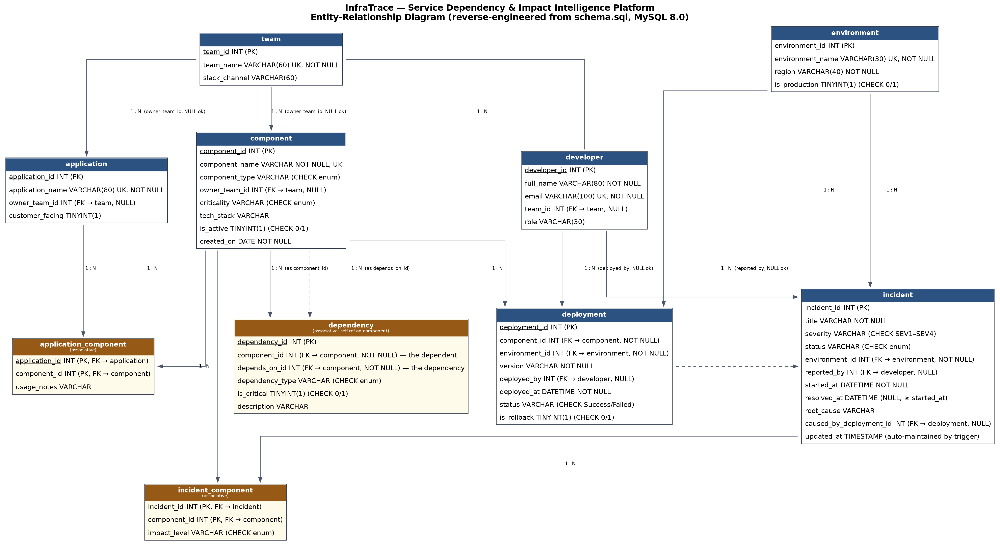 InfraTrace — Service Dependency & Impact Intelligence Platform
Entity-Relationship Diagram (reverse-engineered from schema.sql, MySQL 8.0)
team
team_id INT (PK)
team_name VARCHAR(60) UK, NOT NULL
slack_channel VARCHAR(60)
environment
environment_id INT (PK)
environment_name VARCHAR(30) UK, NOT NULL
region VARCHAR(40) NOT NULL
is_production TINYINT(1) (CHECK 0/1)
1 : N (owner_team_id, NULL ok)
1 : N (owner_team_id, NULL ok)
1 : N
component
component_id INT (PK)
component_name VARCHAR NOT NULL, UK
component_type VARCHAR (CHECK enum)
owner_team_id INT (FK → team, NULL)
criticality VARCHAR (CHECK enum)
tech_stack VARCHAR
is_active TINYINT(1) (CHECK 0/1)
created_on DATE NOT NULL
application
application_id INT (PK)
application_name VARCHAR(80) UK, NOT NULL
owner_team_id INT (FK → team, NULL)
customer_facing TINYINT(1)
developer
developer_id INT (PK)
full_name VARCHAR(80) NOT NULL
email VARCHAR(100) UK, NOT NULL
team_id INT (FK → team, NULL)
role VARCHAR(30)
1 : N
1 : N
1 : N
1 : N
1 : N (as component_id)
1 : N (as depends_on_id)
1 : N
1 : N (deployed_by, NULL ok)
1 : N (reported_by, NULL ok)
incident
incident_id INT (PK)
title VARCHAR NOT NULL
severity VARCHAR (CHECK SEV1–SEV4)
status VARCHAR (CHECK enum)
environment_id INT (FK → environment, NOT NULL)
reported_by INT (FK → developer, NULL)
started_at DATETIME NOT NULL
resolved_at DATETIME (NULL, ≥ started_at)
root_cause VARCHAR
caused_by_deployment_id INT (FK → deployment, NULL)
updated_at TIMESTAMP (auto-maintained by trigger)
deployment
deployment_id INT (PK)
component_id INT (FK → component, NOT NULL)
environment_id INT (FK → environment, NOT NULL)
version VARCHAR NOT NULL
deployed_by INT (FK → developer, NULL)
deployed_at DATETIME NOT NULL
status VARCHAR (CHECK Success/Failed)
is_rollback TINYINT(1) (CHECK 0/1)
dependency
(associative, self-ref on component)
dependency_id INT (PK)
component_id INT (FK → component, NOT NULL) — the dependent
depends_on_id INT (FK → component, NOT NULL) — the dependency
dependency_type VARCHAR (CHECK enum)
is_critical TINYINT(1) (CHECK 0/1)
description VARCHAR
application_component
(associative)
application_id INT (PK, FK → application)
component_id INT (PK, FK → component)
usage_notes VARCHAR
1 : N
1 : N
incident_component
(associative)
incident_id INT (PK, FK → incident)
component_id INT (PK, FK → component)
impact_level VARCHAR (CHECK enum)